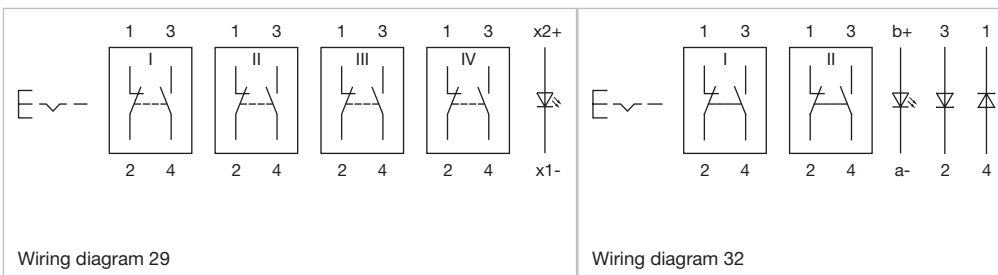 1 3 1 3 1 3 1 3 x2+
I II III IV
2 4 2 4 2 4 2 4 x1-
Wiring diagram 29
1 3 1 3 b+ 3 1
I II
2 4 2 4 a- 2 4
Wiring diagram 32